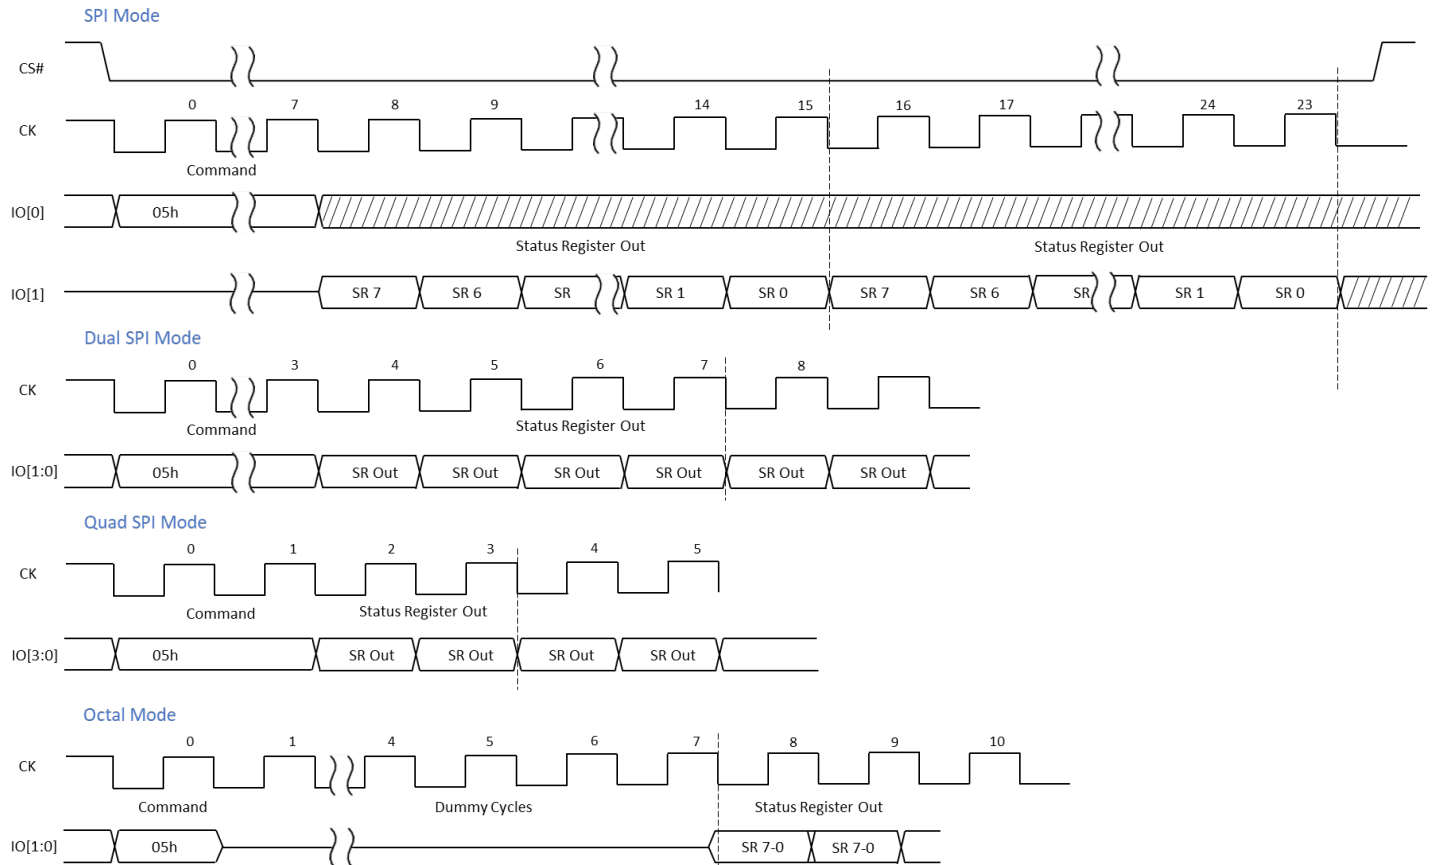 SPI Mode
CS#
0 7 8 9 14 15 16 17 24 23
CK
Command
IO[0] 05h
Status Register Out Status Register Out
IO[1] SR 7 SR 6 SR SR 1 SR 0 SR 7 SR 6 SR SR 1 SR 0
Dual SPI Mode
0 3 4 5 6 7 8
CK
Command Status Register Out
IO[1:0] 05h SR Out SR Out SR Out SR Out SR Out SR Out
Quad SPI Mode
0 1 2 3 4 5
CK
Command Status Register Out
IO[3:0] 05h SR Out SR Out SR Out SR Out
Octal Mode
0 1 4 5 6 7 8 9 10
CK
Command Dummy Cycles Status Register Out
IO[1:0] 05h SR 7-0 SR 7-0